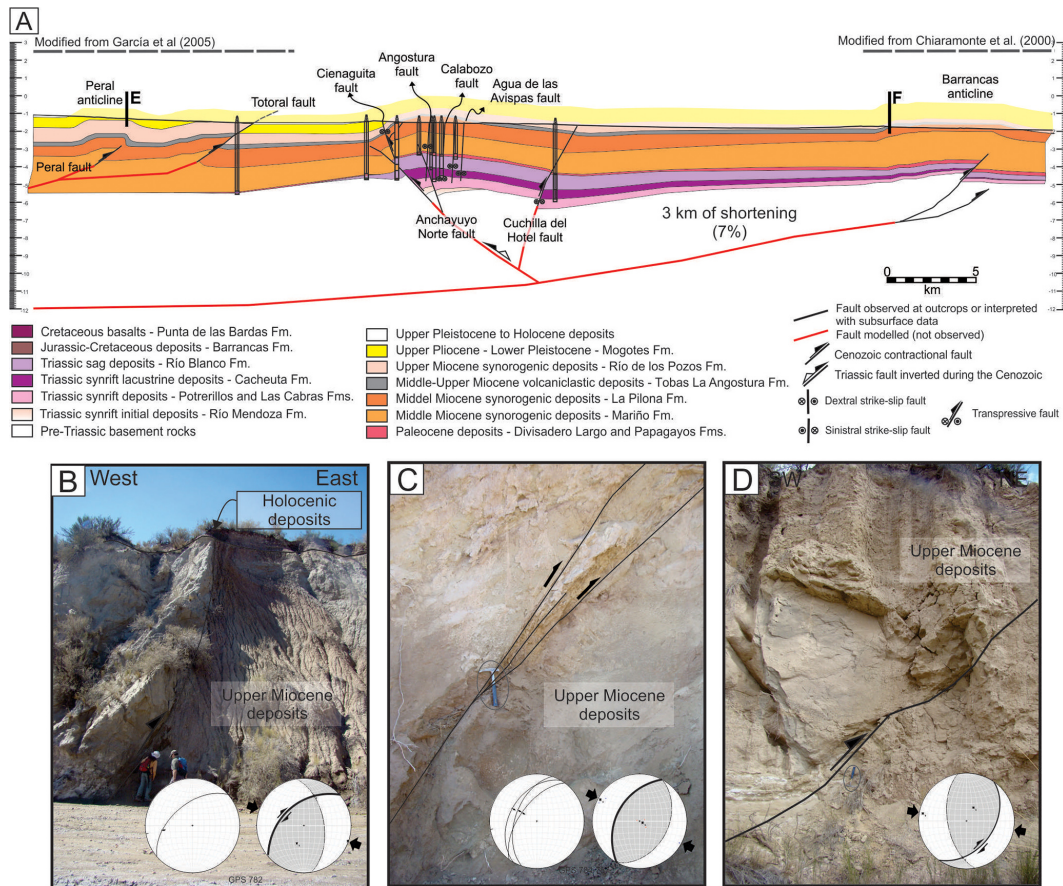 A
Modified from García et al (2005)
Modified from Chiaramonte et al. (2000)
Peral
anticline
E
Totoral fault
Cienaguita
fault
Angostura
fault
Calabozo
fault
Agua de las
Avispas fault
F
Barrancas
anticline
Peral fault
Anchayuyo
Norte fault
Cuchilla del
Hotel fault
3 km of shortening
(7%)
0 5
km
Cretaceous basalts - Punta de las Bardas Fm.
Jurassic-Cretaceous deposits - Barrancas Fm.
Triassic sag deposits - Río Blanco Fm.
Triassic synrift lacustrine deposits - Cacheuta Fm.
Triassic synrift deposits - Potrerillos and Las Cabras Fms.
Triassic synrift initial deposits - Río Mendoza Fm.
Pre-Triassic basement rocks
Upper Pleistocene to Holocene deposits
Upper Pliocene - Lower Pleistocene - Mogotes Fm.
Upper Miocene synorogenic deposits - Río de los Pozos Fm.
Middle-Upper Miocene volcaniclastic deposits - Tobas La Angostura Fm.
Middel Miocene synorogenic deposits - La Pilona Fm.
Middle Miocene synorogenic deposits - Mariño Fm.
Paleocene deposits - Divisadero Largo and Papagayos Fms.
Fault observed at outcrops or interpreted
with subsurface data
Fault modelled (not observed)
Cenozoic contractional fault
Triassic fault inverted during the Cenozoic
Dextral strike-slip fault
Sinistral strike-slip fault
Transpressive fault
B
West
East
Holocenic
deposits
Upper Miocene
deposits
GPS 782
C
Upper Miocene
deposits
D
SW
NE
Upper Miocene
deposits